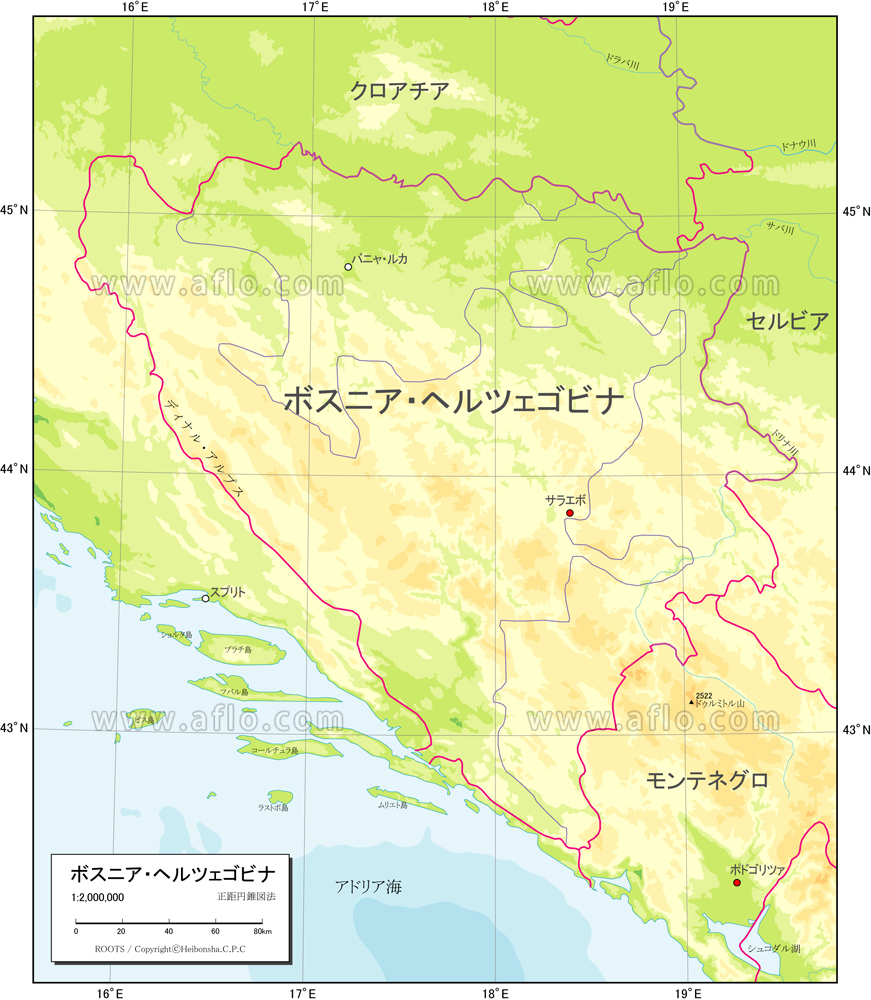 16°E 17°E 18°E 19°E
ドラバ川
クロアチア
ドナウ川
45°N 45°N
サバ川
バニャ・ルカ
www.aflo.com www.aflo.com
セルビア
ボスニア・ヘルツェゴビナ
ディナル・アルプス
ドリナ川
44°N 44°N
サラエボ
スプリト
ショルタ島
ブラチ島
フバル島
2522
ドゥルミトル山
ビス島
www.aflo.com www.aflo.com
43°N 43°N
コールチュラ島
モンテネグロ
ラストボ島
ムリエト島
ポドゴリツァ
アドリア海
シュコダル湖
ボスニア・ヘルツェゴビナ
1:2,000,000 正距円錐図法
0 20 40 60 80km
ROOTS / CopyrightⒸHeibonsha.C.P.C
16°E 17°E 18°E 19°E